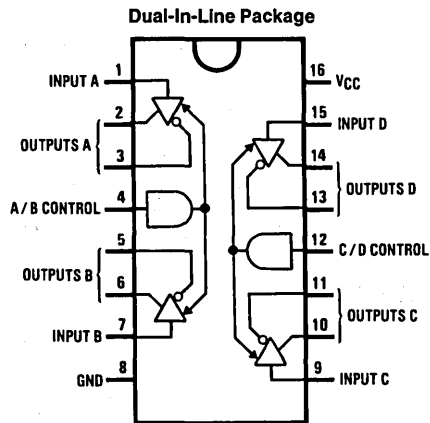 Dual-In-Line Package
INPUT A 1
2
OUTPUTS A
3
A/B CONTROL 4
5
OUTPUTS B
6
INPUT B 7
GND 8
16 VCC
15 INPUT D
14
OUTPUTS D
13
12 C/D CONTROL
11
OUTPUTS C
10
9 INPUT C